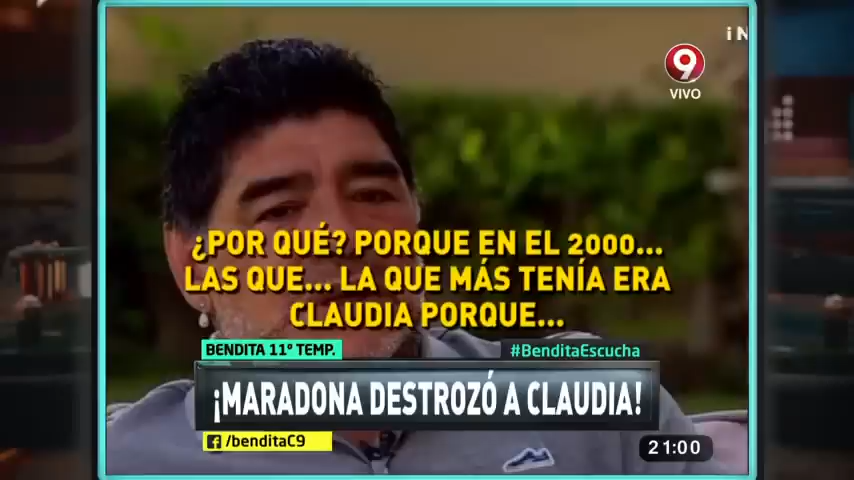 ¡N
9
VIVO
¿POR QUÉ? PORQUE EN EL 2000...
LAS QUE... LA QUE MÁS TENÍA ERA
CLAUDIA PORQUE...
BENDITA 11º TEMP.
#BenditaEscucha
¡MARADONA DESTROZÓ A CLAUDIA!
/benditaC9
21:00